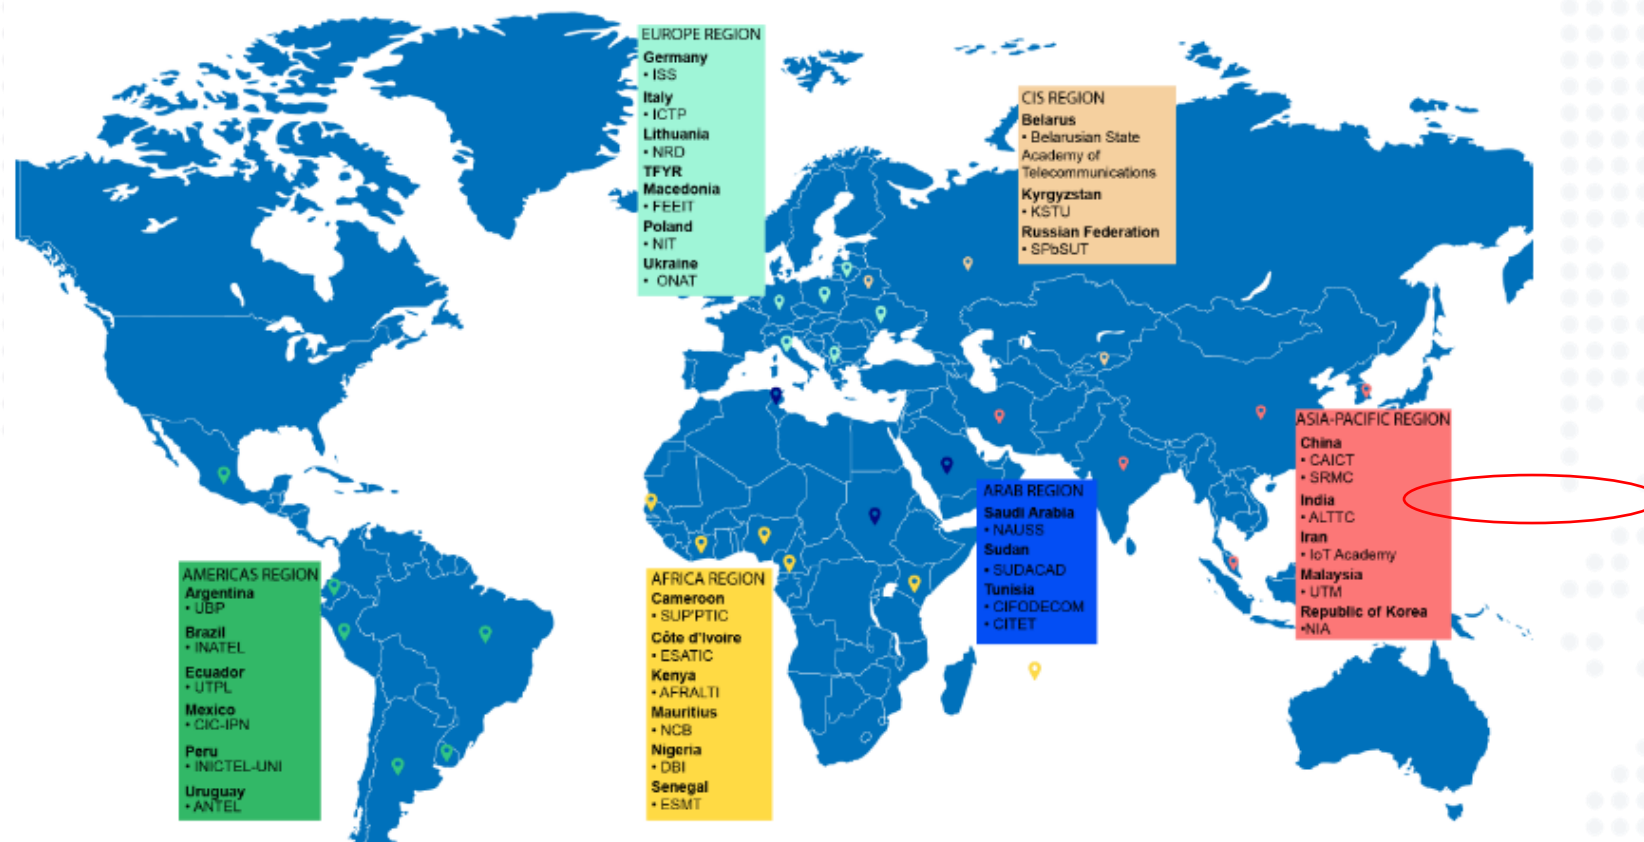 EUROPE REGION
Germany
• ISS
Italy
• ICTP
Lithuania
• NRD
TFYR
Macedonia
• FEEIT
Poland
• NIT
Ukraine
• ONAT
CIS REGION
Belarus
• Belarusian State
Academy of
Telecommunications
Kyrgyzstan
• KSTU
Russian Federation
• SPbSUT
ASIA-PACIFIC REGION
China
• CAICT
• SRMC
India
• ALTTC
Iran
• IoT Academy
Malaysia
• UTM
Republic of Korea
•NIA
ARAB REGION
Saudi Arabia
• NAUSS
Sudan
• SUDACAD
Tunisia
• CIFODECOM
• CITET
AMERICAS REGION
Argentina
• UBP
Brazil
• INATEL
Ecuador
• UTPL
Mexico
• CIC-IPN
Peru
• INICTEL-UNI
Uruguay
• ANTEL
AFRICA REGION
Cameroon
• SUP'PTIC
Côte d'Ivoire
• ESATIC
Kenya
• AFRALTI
Mauritius
• NCB
Nigeria
• DBI
Senegal
• ESMT